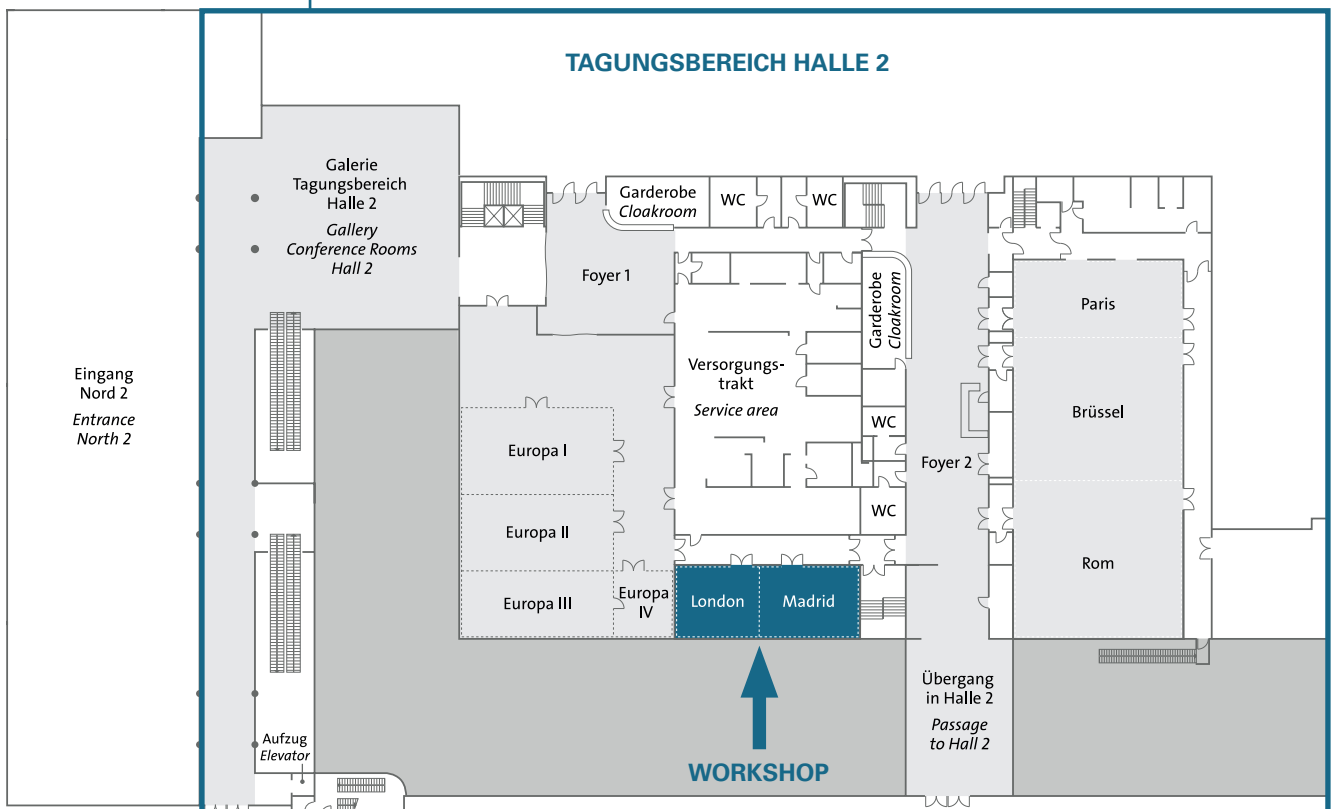 TAGUNGSBEREICH HALLE 2
Galerie
Tagungsbereich
Halle 2
Gallery
Conference Rooms
Hall 2
Garderobe
Cloakroom
WC
WC
Foyer 1
Garderobe
Cloakroom
Paris
Eingang
Nord 2
Entrance
North 2
Versorgungs-
trakt
Service area
Brüssel
WC
Europa I
Foyer 2
WC
Europa II
Rom
Europa III
Europa
IV
London
Madrid
Übergang
in Halle 2
Passage
to Hall 2
Aufzug
Elevator
WORKSHOP